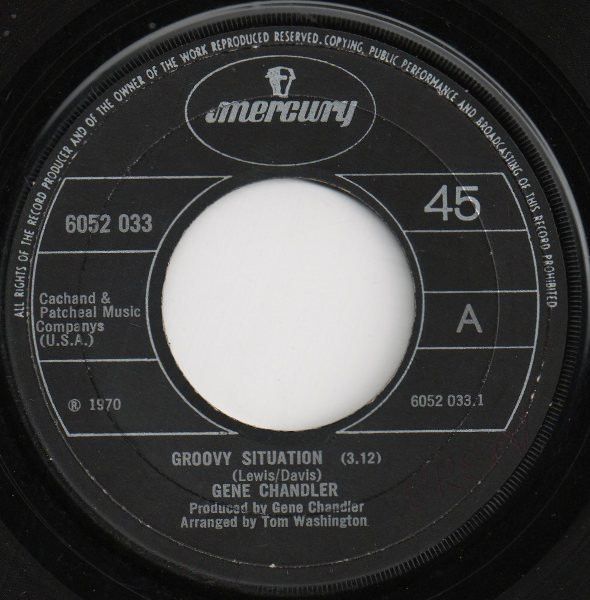 ALL RIGHTS OF THE RECORD PRODUCER AND OF THE OWNER OF THE WORK REPRODUCED RESERVED. COPYING, PUBLIC PERFORMANCE AND BROADCASTING OF THIS RECORD PROHIBITED
mercury
6052 033
45
Cachand &
Patcheal Music
Companys
(U.S.A.)
A
℗ 1970
6052 033.1
GROOVY SITUATION (3.12)
(Lewis/Davis)
GENE CHANDLER
Produced by Gene Chandler
Arranged by Tom Washington